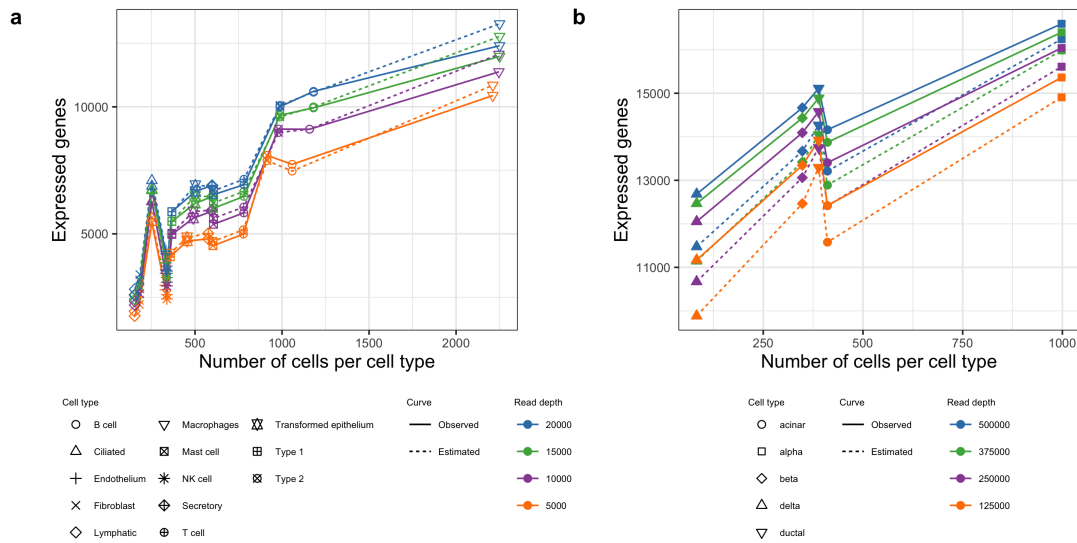 a
Expressed genes
10000
5000
500
1000
1500
2000
Number of cells per cell type
Cell type
B cell
Ciliated
Endothelium
Fibroblast
Lymphatic
Macrophages
Mast cell
NK cell
Secretory
T cell
Transformed epithelium
Type 1
Type 2
Curve
Observed
Estimated
Read depth
20000
15000
10000
5000
b
Expressed genes
15000
13000
11000
250
500
750
1000
Number of cells per cell type
Cell type
acinar
alpha
beta
delta
ductal
Curve
Observed
Estimated
Read depth
500000
375000
250000
125000